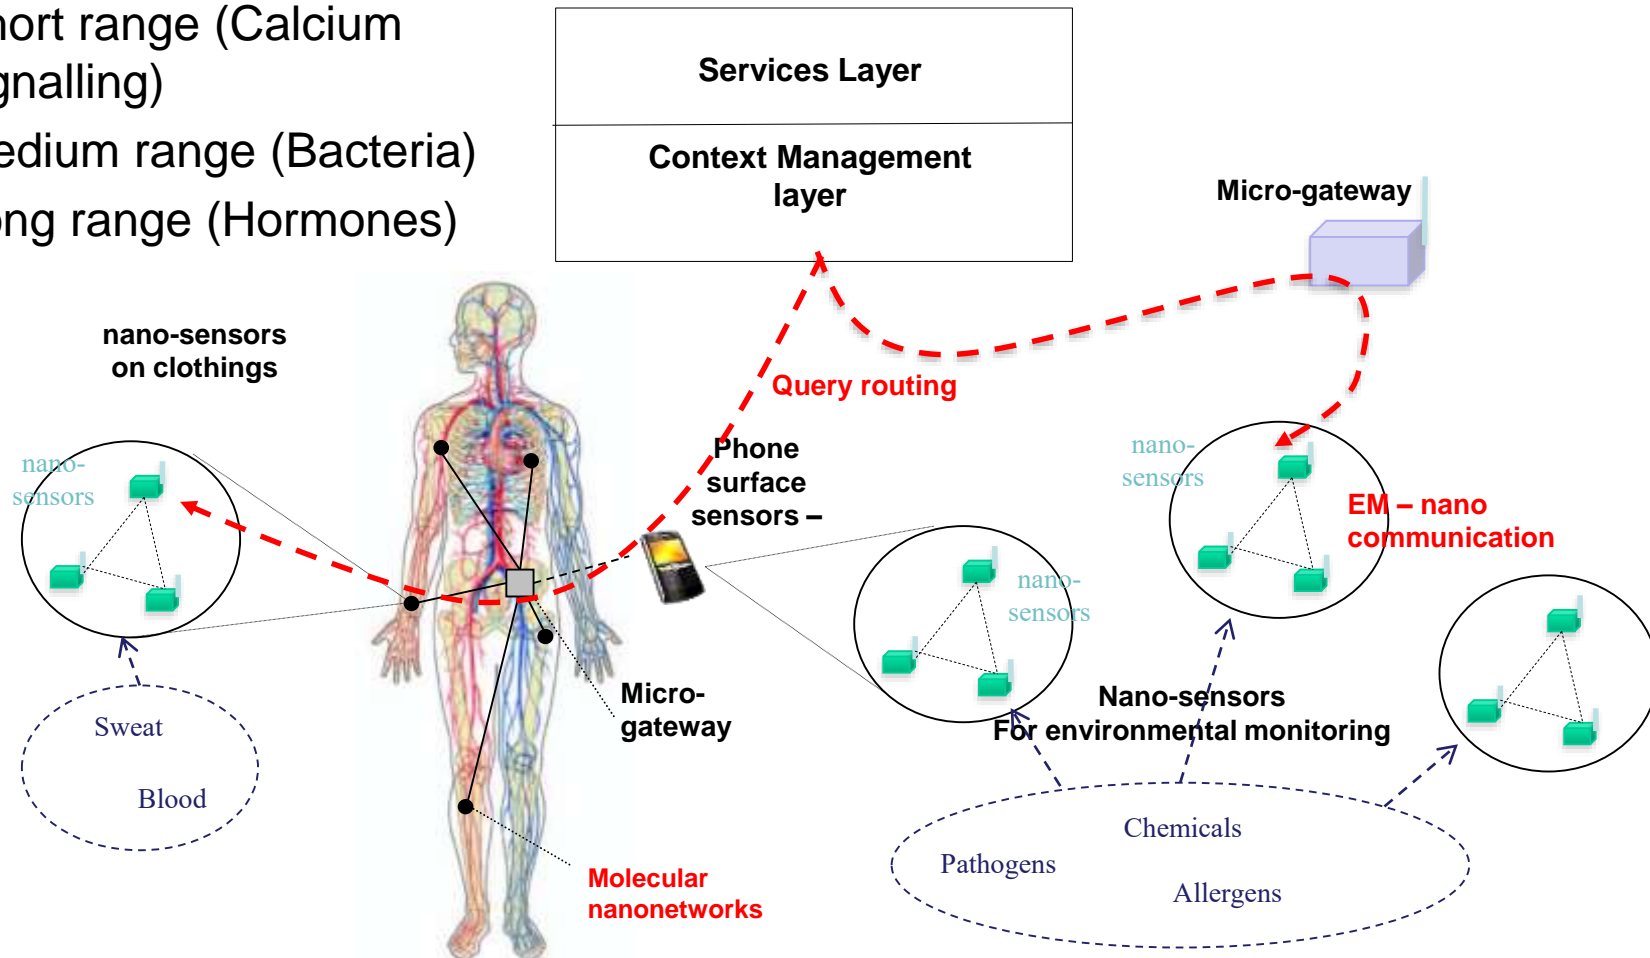 hort range (Calcium
gnalling)
edium range (Bacteria)
ong range (Hormones)
Services Layer
Context Management
layer
Micro-gateway
nano-sensors
on clothings
Query routing
Phone
surface
sensors –
nano-
sensors
nano-
sensors
EM – nano
communication
nano-
sensors
Micro-
gateway
Nano-sensors
For environmental monitoring
Sweat
Blood
Chemicals
Pathogens
Allergens
Molecular
nanonetworks